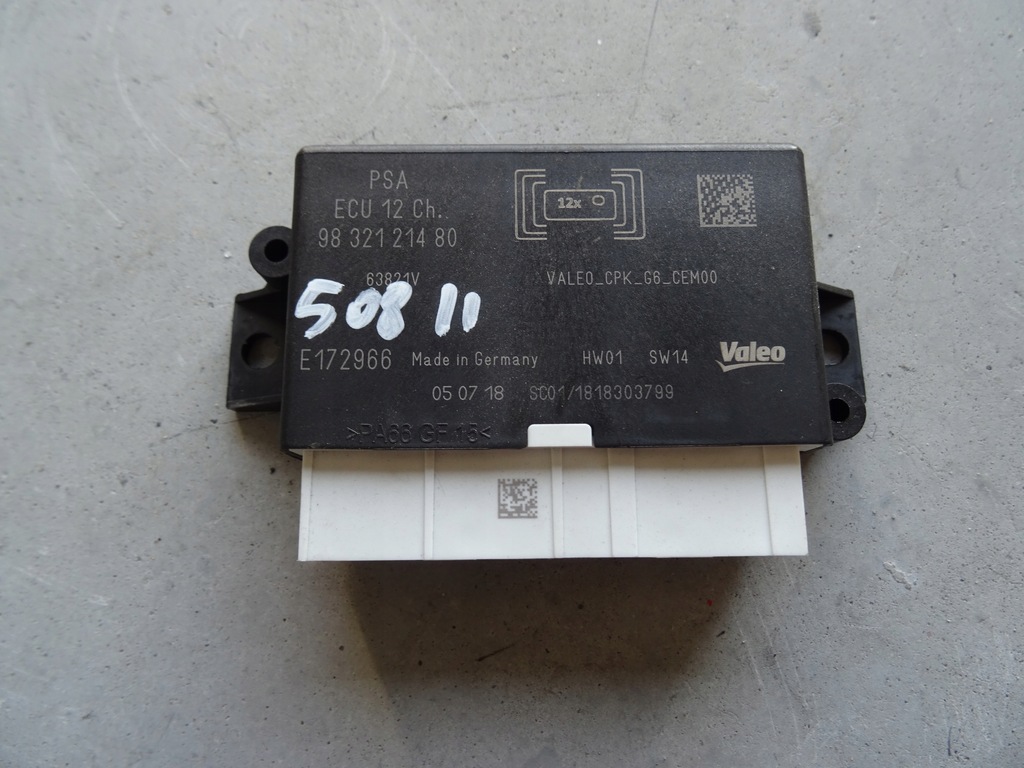 PSA
ECU 12 Ch.
98 321 214 80
12x
63821V VALEO_CPK_G6_CEM00
508 II
E172966 Made in Germany HW01 SW14 Valeo
05 07 18 SC01/1818303799
>PA66 GF15<